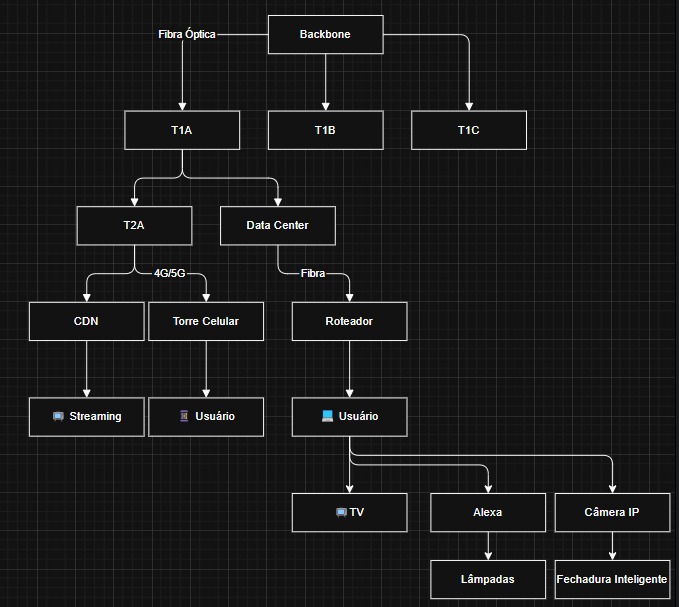 Fibra Óptica
Backbone
T1A
T1B
T1C
T2A
Data Center
4G/5G
Fibra
CDN
Torre Celular
Roteador
Streaming
Usuário
Usuário
TV
Alexa
Câmera IP
Lâmpadas
Fechadura Inteligente